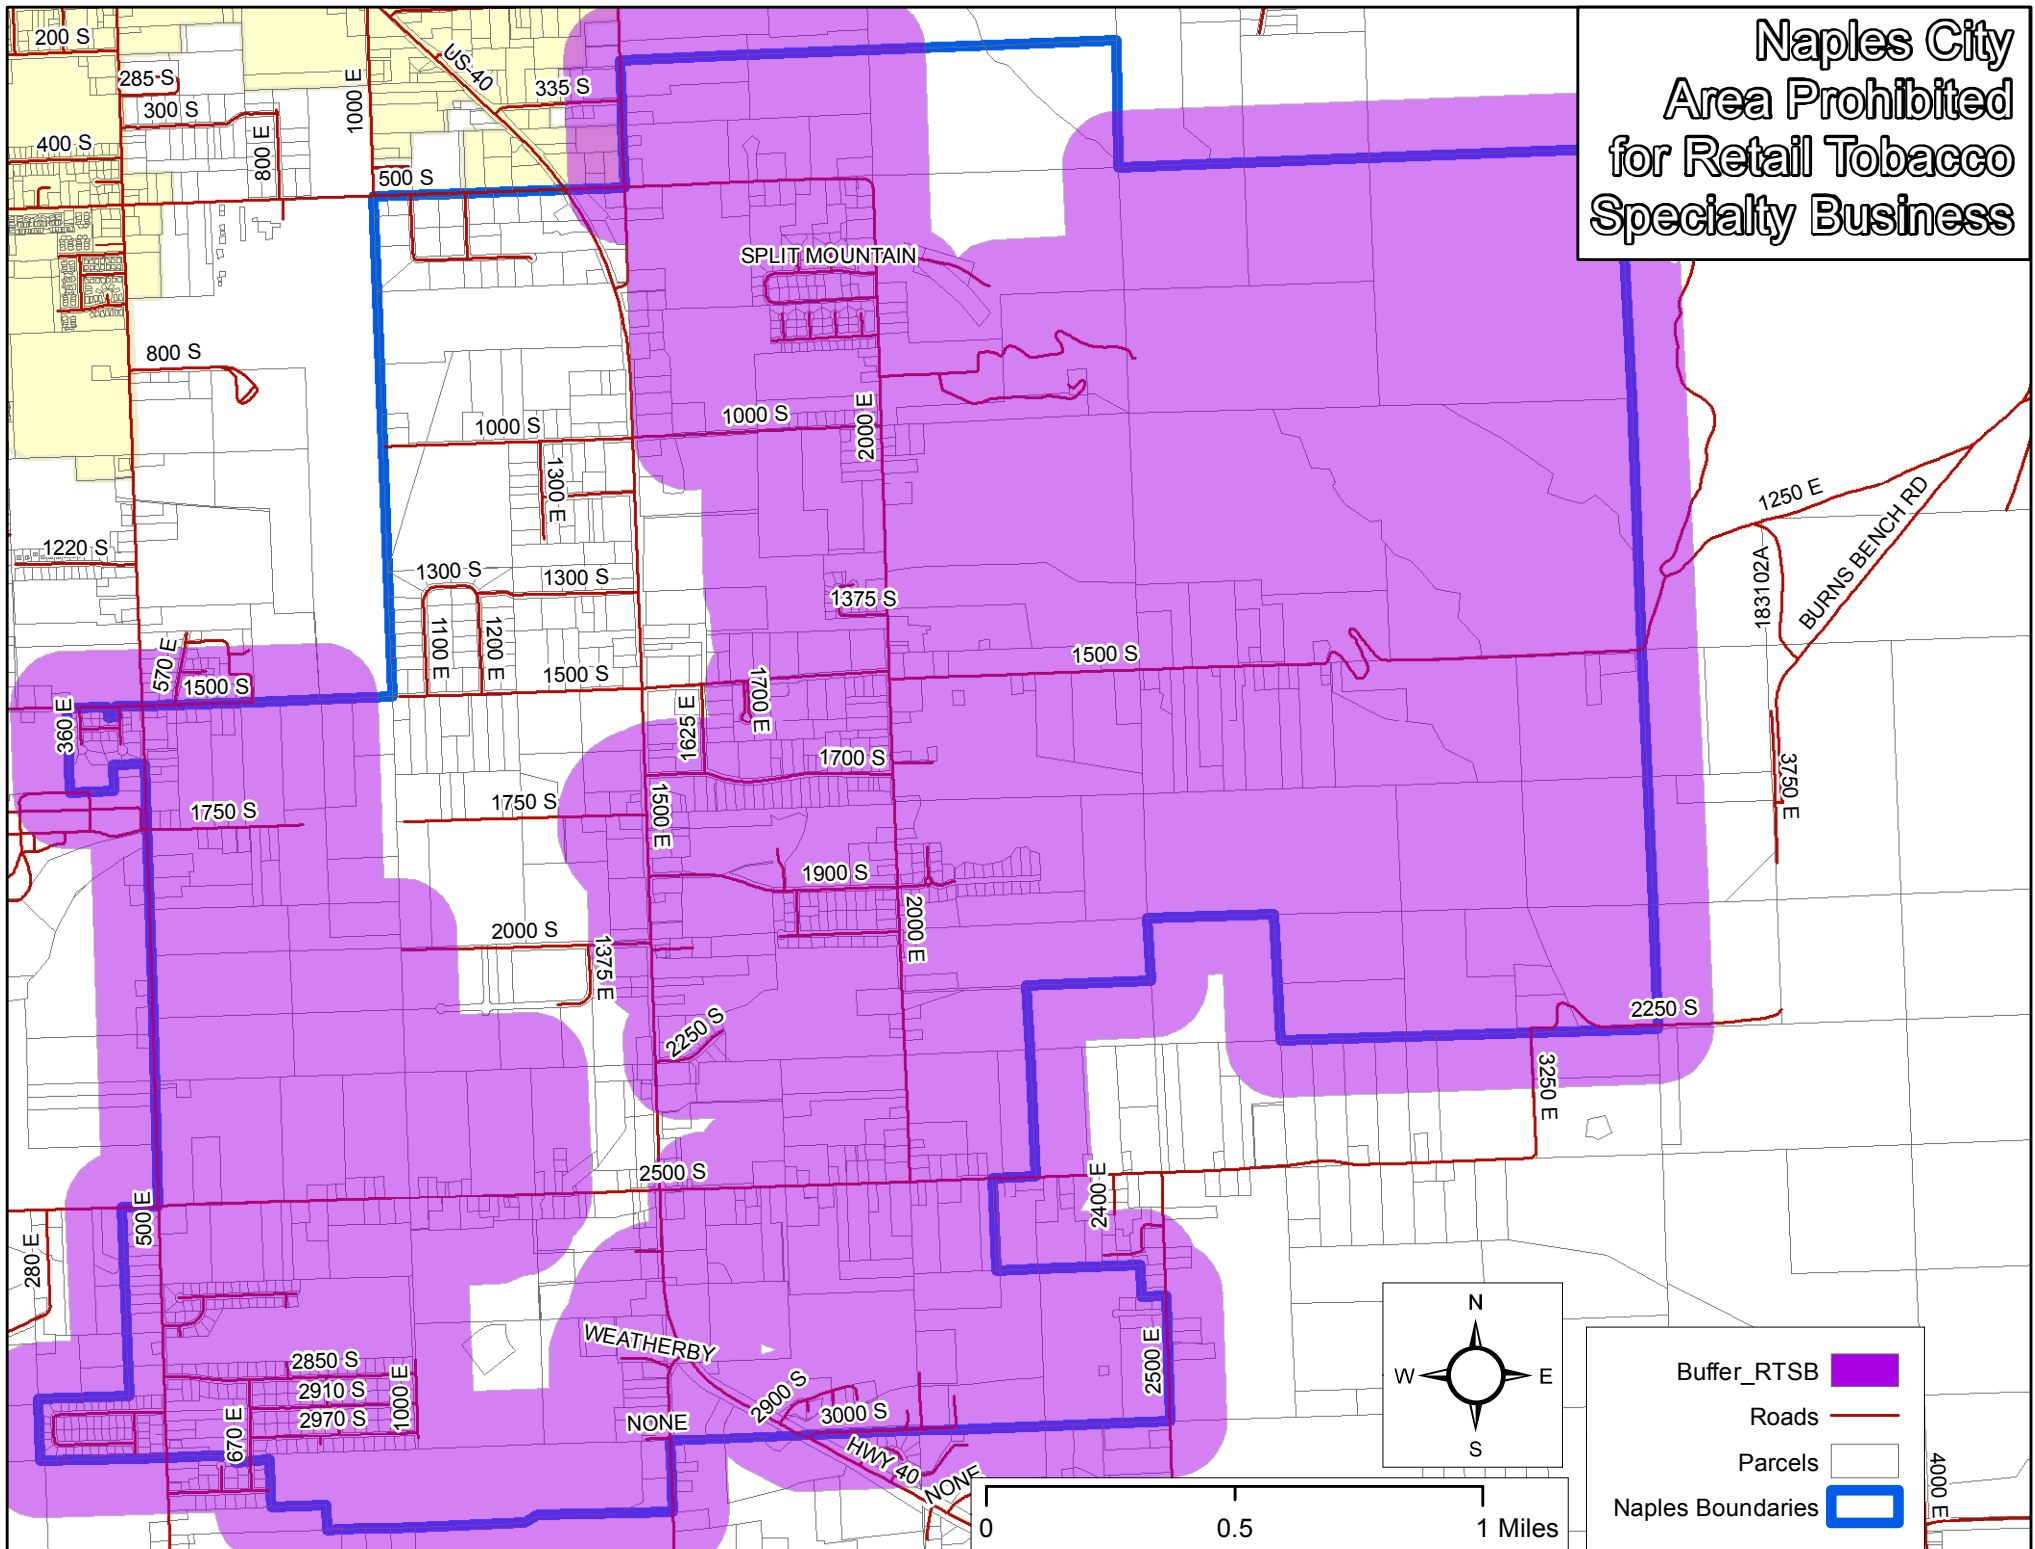 Naples City
Area Prohibited
for Retail Tobacco
Specialty Business
200 S
285 S
300 S
400 S
800 E
1000 E
US-40
335 S
500 S
SPLIT MOUNTAIN
800 S
1000 S
1000 S
2000 E
1300 E
1220 S
1300 S
1300 S
1375 S
1100 E
1200 E
1250 E
183102A
BURNS BENCH RD
570 E
1500 S
1500 S
1500 S
360 E
1625 E
1700 E
1700 S
3750 E
1750 S
1750 S
1500 E
1900 S
2000 S
1375 E
2000 E
2250 S
2250 S
3250 E
2500 S
2400 E
500 E
280 E
WEATHERBY
2850 S
2910 S
2970 S
1000 E
670 E
2900 S
3000 S
NONE
HWY 40
NONE
2500 E
4000 E
N
W
E
S
0
0.5
1 Miles
Buffer_RTSB
Roads
Parcels
Naples Boundaries